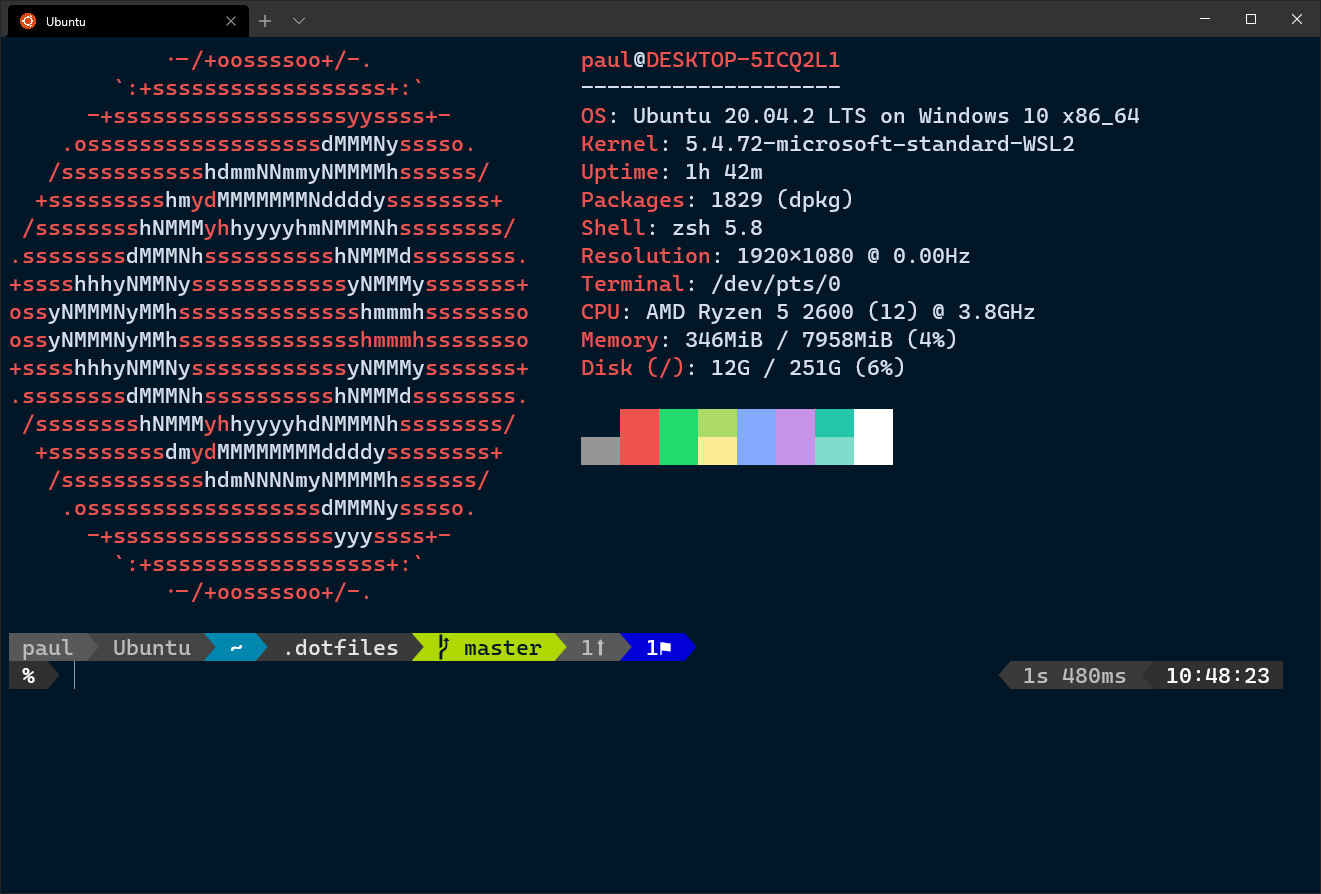 Ubuntu
.-/+oossssoo+/-.
`:+ssssssssssssssssss+:`
-+ssssssssssssssssssyyssss+-
.ossssssssssssssssssdMMMNysssso.
/ssssssssssshdmmNNmmyNMMMMhssssss/
+ssssssssshmydMMMMMMMNddddyssssssss+
/sssssssshNMMMyhhyyyyhmNMMMNhssssssss/
.ssssssssdMMMNhsssssssssshNMMMdssssssss.
+sssshhhyNMMNyssssssssssssyNMMMysssssss+
ossyNMMMNyMMhsssssssssssssshmmmhssssssso
ossyNMMMNyMMhsssssssssssssshmmmhssssssso
+sssshhhyNMMNyssssssssssssyNMMMysssssss+
.ssssssssdMMMNhsssssssssshNMMMdssssssss.
/sssssssshNMMMyhhyyyyhdNMMMNhssssssss/
+sssssssssdmydMMMMMMMMddddyssssssss+
/ssssssssssshdmNNNNmyNMMMMhssssss/
.ossssssssssssssssssdMMMNysssso.
-+sssssssssssssssssyyyssss+-
`:+ssssssssssssssssss+:`
.-/+oossssoo+/-.
paul@DESKTOP-5ICQ2L1
--------------------
OS: Ubuntu 20.04.2 LTS on Windows 10 x86_64
Kernel: 5.4.72-microsoft-standard-WSL2
Uptime: 1h 42m
Packages: 1829 (dpkg)
Shell: zsh 5.8
Resolution: 1920x1080 @ 0.00Hz
Terminal: /dev/pts/0
CPU: AMD Ryzen 5 2600 (12) @ 3.8GHz
Memory: 346MiB / 7958MiB (4%)
Disk (/): 12G / 251G (6%)
paul Ubuntu ~ .dotfiles master 1↑ 1⚑
% 1s 480ms 10:48:23